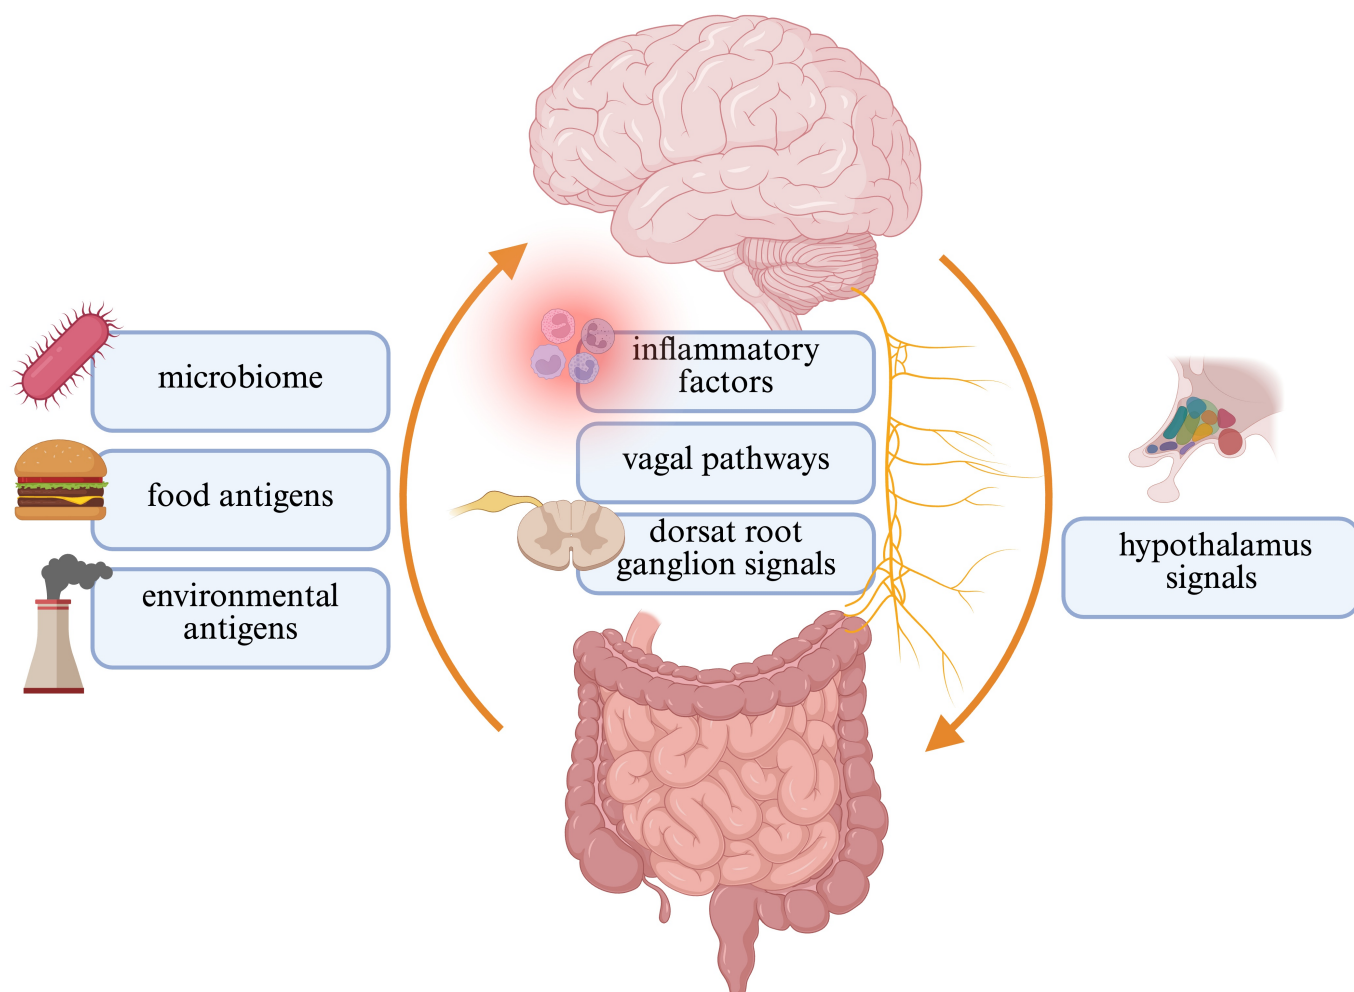 microbiome
food antigens
environmental
antigens
inflammatory
factors
vagal pathways
dorsat root
ganglion signals
hypothalamus
signals